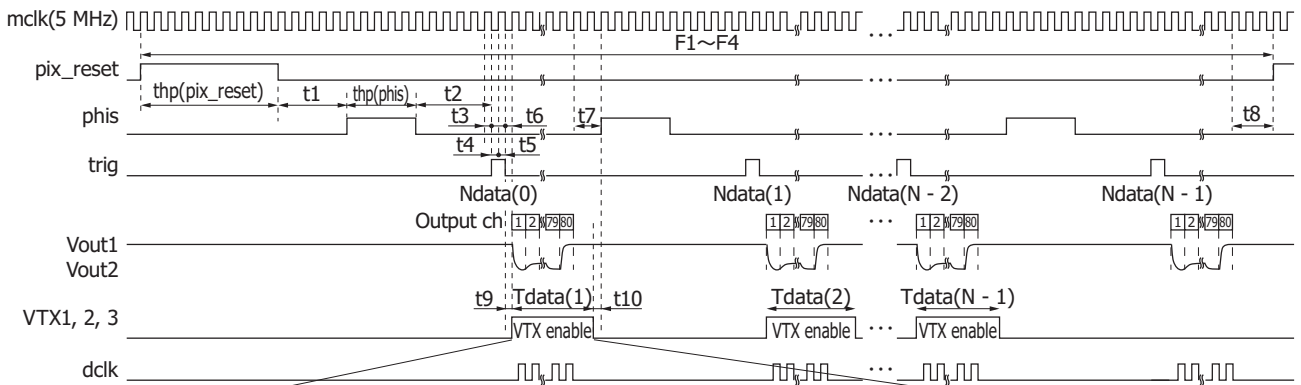 mclk(5 MHz)
F1～F4
pix_reset
thp(pix_reset) t1 thp(phis) t2
phis
t3 t6 t7 t8
t4 t5
trig
Ndata(0) Ndata(1) Ndata(N - 2) Ndata(N - 1)
Output ch 1 2 79 80 1 2 79 80 1 2 79 80 1 2 79 80
Vout1
Vout2
t9 Tdata(1) t10 Tdata(2) Tdata(N - 1)
VTX1, 2, 3
VTX enable VTX enable VTX enable
dclk